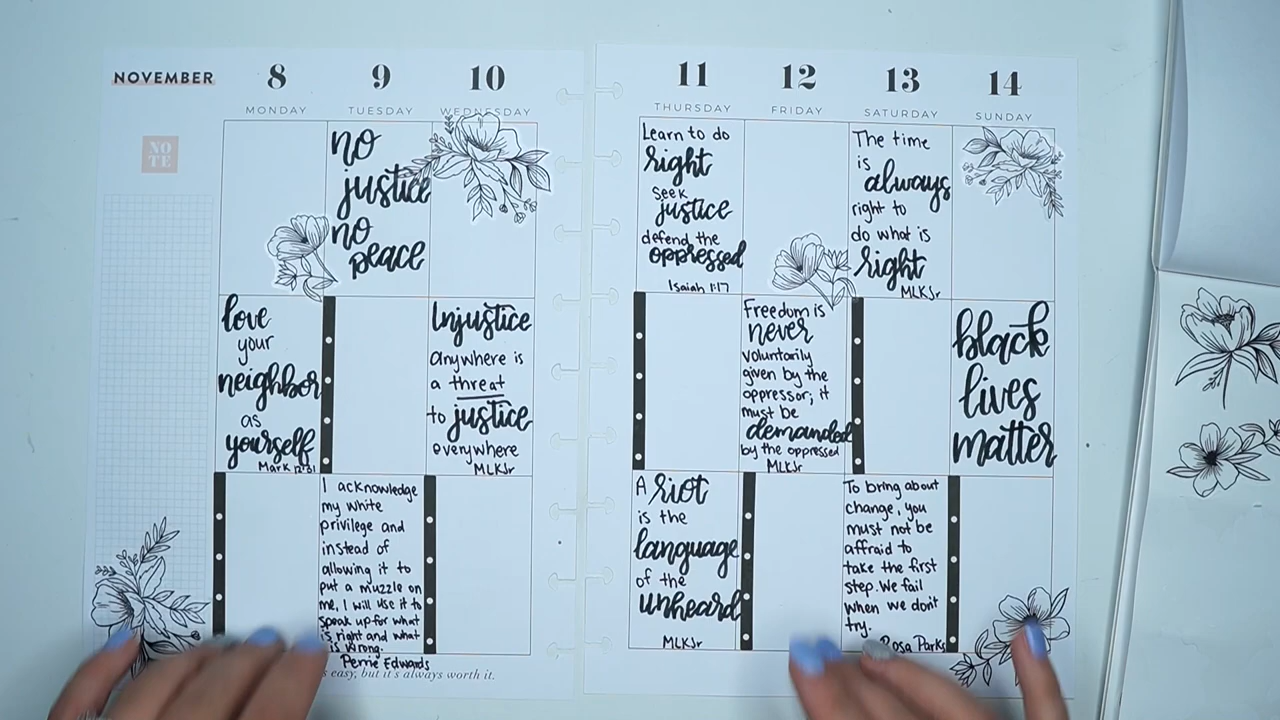 NOVEMBER
NO
TE
8
MONDAY
9
TUESDAY
10
WEDNESDAY
no
justice
no
peace
love
your
neighbor
as
yourself
Mark 12:31
Injustice
anywhere is
a threat
to justice
everywhere
MLKJr
I acknowledge
my white
privilege and
instead of
allowing it to
put a muzzle on
me, I will use it to
speak up for what
is right and what
is wrong.
Perrie Edwards
easy, but it's always worth it.
11
THURSDAY
12
FRIDAY
13
SATURDAY
14
SUNDAY
Learn to do
right
seek
justice
defend the
oppressed
Isaiah 1:17
The time
is
always
right to
do what is
right
MLKJr
Freedom is
never
voluntarily
given by the
oppressor; it
must be
demanded
by the oppressed
MLKJr
black
lives
matter
A riot
is the
language
of the
unheard
MLKJr
To bring about
change, you
must not be
affraid to
take the first
step. We fail
when we don't
try.
Rosa Parks